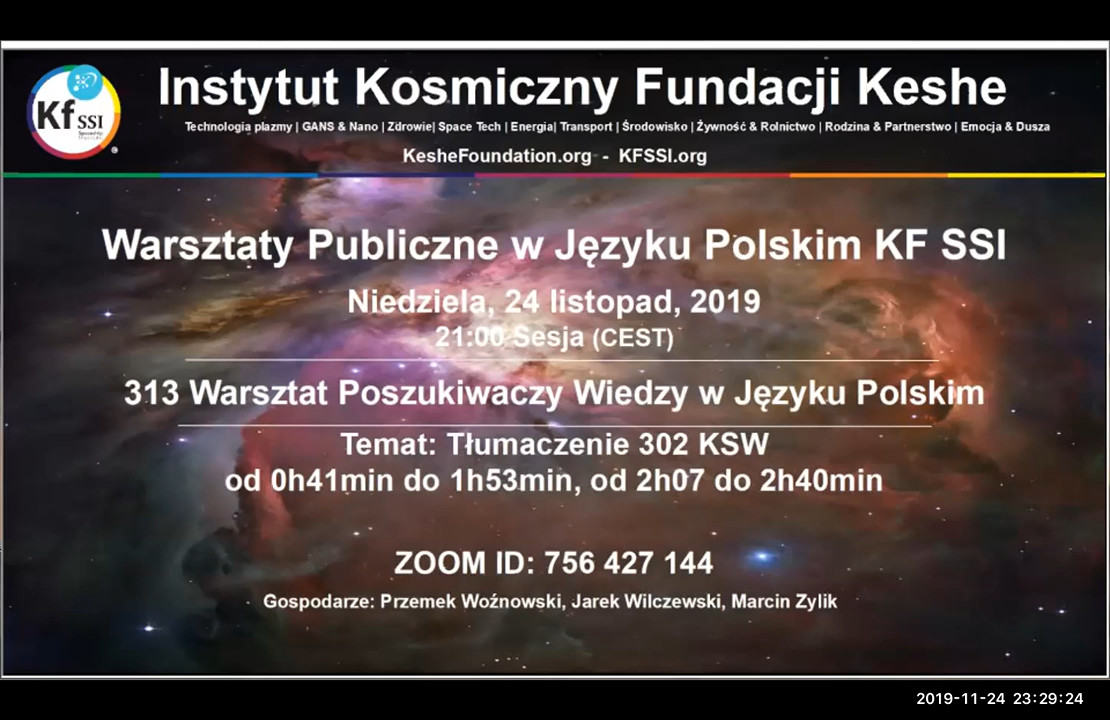 Instytut Kosmiczny Fundacji Keshe
Technologia plazmy | GANS & Nano | Zdrowie| Space Tech | Energia| Transport | Środowisko | Żywność & Rolnictwo | Rodzina & Partnerstwo | Emocja & Dusza
KesheFoundation.org - KFSSI.org
Kf SSI
Warsztaty Publiczne w Języku Polskim KF SSI
Niedziela, 24 listopad, 2019
21:00 Sesja (CEST)
313 Warsztat Poszukiwaczy Wiedzy w Języku Polskim
Temat: Tłumaczenie 302 KSW
od 0h41min do 1h53min, od 2h07 do 2h40min
ZOOM ID: 756 427 144
Gospodarze: Przemek Woźnowski, Jarek Wilczewski, Marcin Zylik
2019-11-24 23:29:24